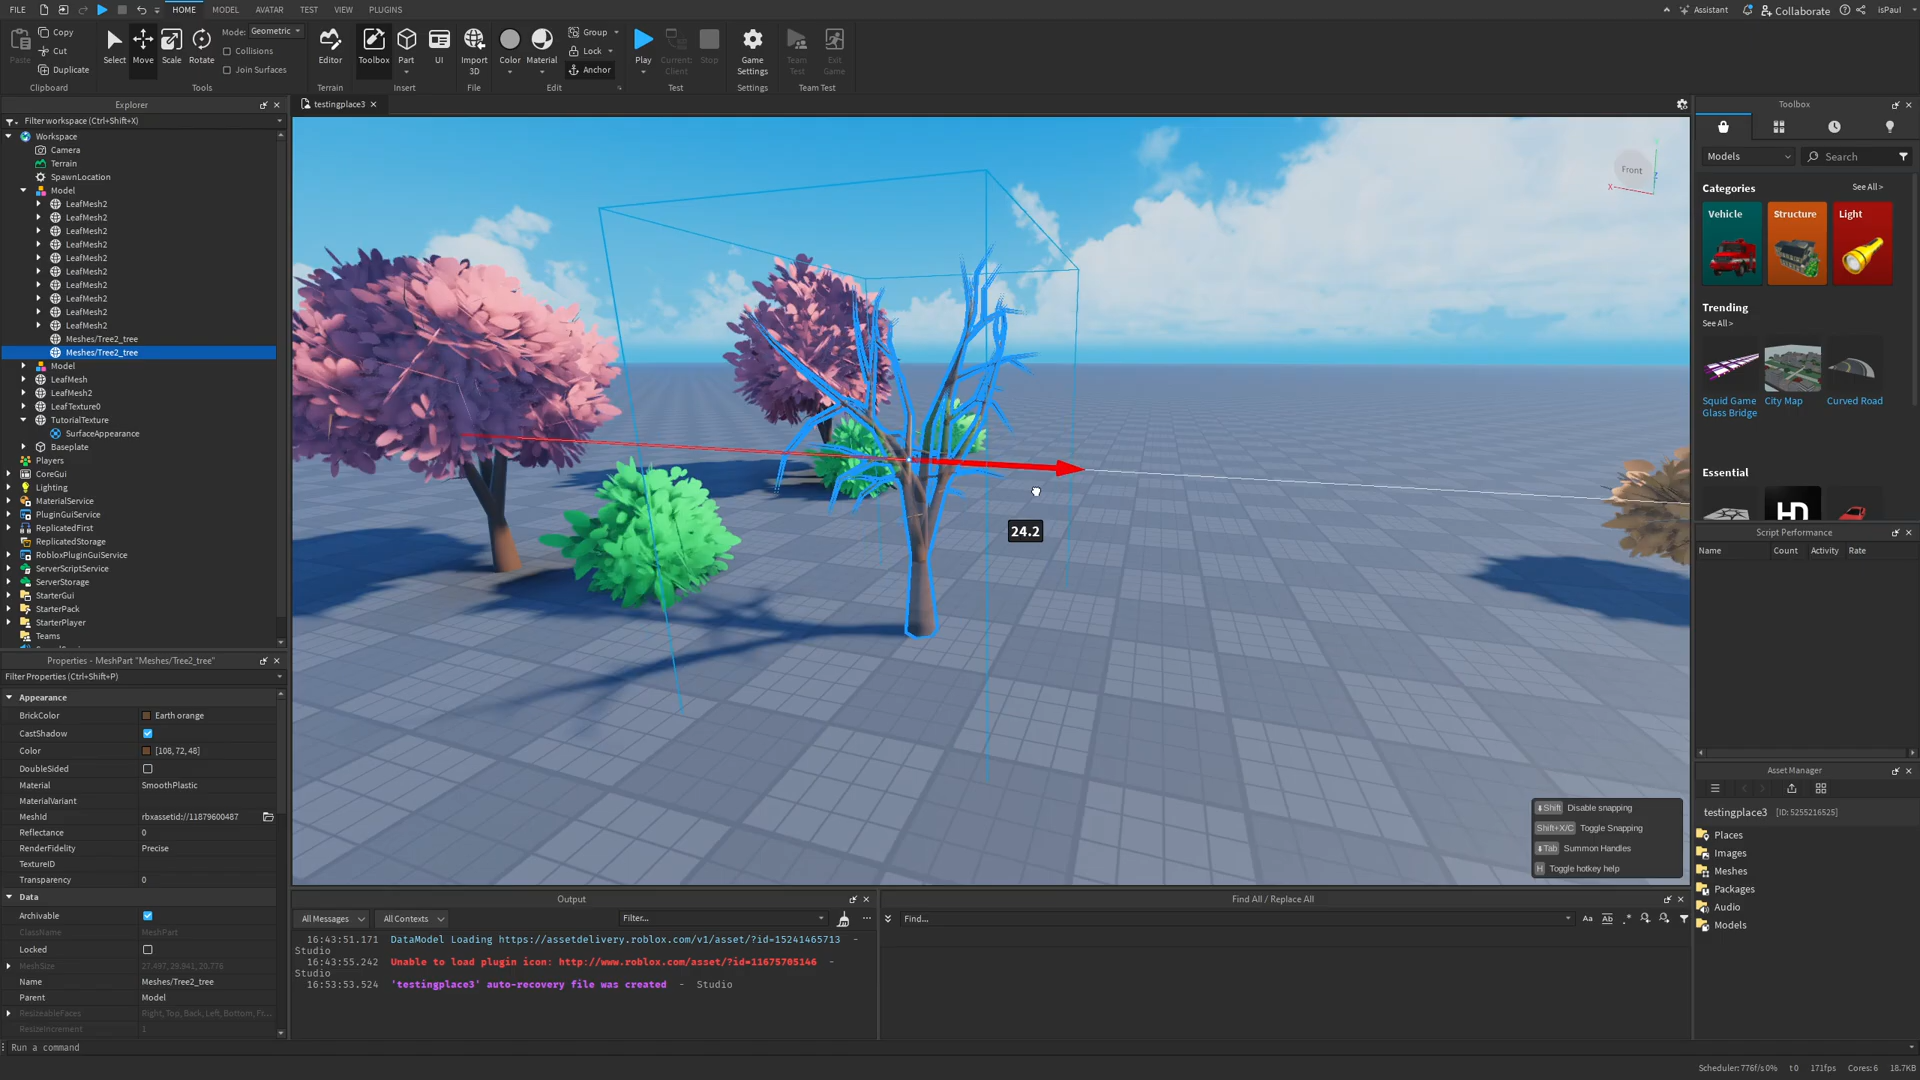 FILE
HOME
MODEL
AVATAR
TEST
VIEW
PLUGINS
Assistant
Collaborate
isPaul
Paste
Copy
Cut
Duplicate
Clipboard
Select
Move
Scale
Rotate
Mode: Geometric
Collisions
Join Surfaces
Tools
Editor
Terrain
Toolbox
Part
UI
Insert
Import
3D
File
Color
Material
Group
Lock
Anchor
Edit
Play
Current:
Client
Stop
Test
Game
Settings
Settings
Team
Test
Exit
Game
Team Test
Explorer
Filter workspace (Ctrl+Shift+X)
Workspace
Camera
Terrain
SpawnLocation
Model
LeafMesh2
LeafMesh2
LeafMesh2
LeafMesh2
LeafMesh2
LeafMesh2
LeafMesh2
LeafMesh2
LeafMesh2
LeafMesh2
Meshes/Tree2_tree
Meshes/Tree2_tree
Model
LeafMesh
LeafMesh2
LeafTexture0
TutorialTexture
SurfaceAppearance
Baseplate
Players
CoreGui
Lighting
MaterialService
PluginGuiService
ReplicatedFirst
ReplicatedStorage
RobloxPluginGuiService
ServerScriptService
ServerStorage
StarterGui
StarterPack
StarterPlayer
Teams
Properties - MeshPart "Meshes/Tree2_tree"
Filter Properties (Ctrl+Shift+P)
Appearance
BrickColor Earth orange
CastShadow
Color [108, 72, 48]
DoubleSided
Material SmoothPlastic
MaterialVariant
MeshId rbxassetid://11879600487
Reflectance 0
RenderFidelity Precise
TextureID
Transparency 0
Data
Archivable
ClassName MeshPart
Locked
MeshSize 27.497, 29.941, 20.776
Name Meshes/Tree2_tree
Parent Model
ResizeableFaces Right, Top, Back, Left, Bottom, Fr...
ResizeIncrement 1
Run a command
testingplace3
Front
X
24.2
Shift Disable snapping
Shift+X/C Toggle Snapping
Tab Summon Handles
H Toggle hotkey help
Output
All Messages
All Contexts
Filter...
16:43:51.171 DataModel Loading https://assetdelivery.roblox.com/v1/asset/?id=15241465713 -
Studio
16:43:55.242 Unable to load plugin icon: http://www.roblox.com/asset/?id=11675705146 -
Studio
16:53:53.524 'testingplace3' auto-recovery file was created - Studio
Find All / Replace All
Find...
Aa
Ab
Toolbox
Models
Search
Categories
See All >
Vehicle
Structure
Light
Trending
See All >
Squid Game
Glass Bridge
City Map
Curved Road
Essential
HD
Script Performance
Name Count Activity Rate
Asset Manager
testingplace3 [ID: 5255216525]
Places
Images
Meshes
Packages
Audio
Models
Scheduler: 776f/s 0% t 0 171fps Cores: 6 18.7KB